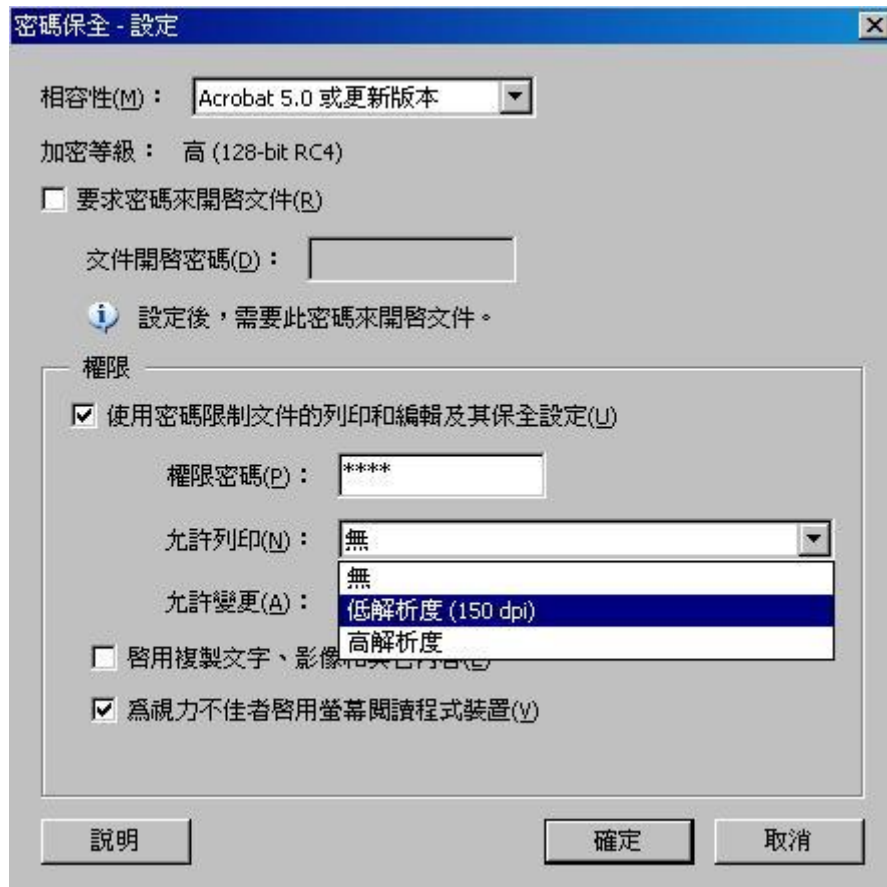 密碼保全 - 設定
相容性(M)： Acrobat 5.0 或更新版本
加密等級： 高 (128-bit RC4)
要求密碼來開啓文件(R)
文件開啓密碼(D)：
設定後，需要此密碼來開啓文件。
權限
使用密碼限制文件的列印和編輯及其保全設定(U)
權限密碼(P)： ****
允許列印(N)： 無
無
允許變更(A)： 低解析度 (150 dpi)
高解析度
啓用複製文字、影像
爲視力不佳者啓用螢幕閱讀程式裝置(V)
說明 確定 取消